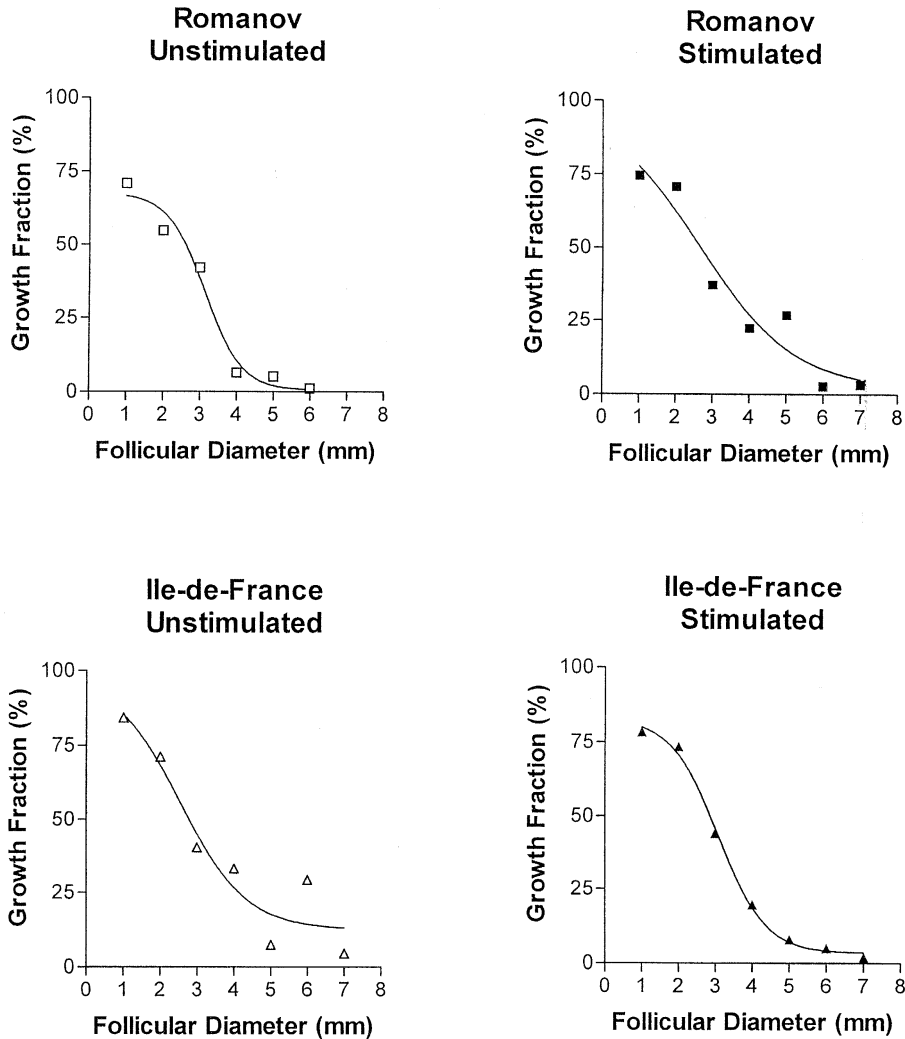 Romanov
Unstimulated
100
75
50
25
0
Growth Fraction (%)
0 1 2 3 4 5 6 7 8
Follicular Diameter (mm)
Romanov
Stimulated
100
75
50
25
0
Growth Fraction (%)
0 1 2 3 4 5 6 7 8
Follicular Diameter (mm)
Ile-de-France
Unstimulated
100
75
50
25
0
Growth Fraction (%)
0 1 2 3 4 5 6 7 8
Follicular Diameter (mm)
Ile-de-France
Stimulated
100
75
50
25
0
Growth Fraction (%)
0 1 2 3 4 5 6 7 8
Follicular Diameter (mm)